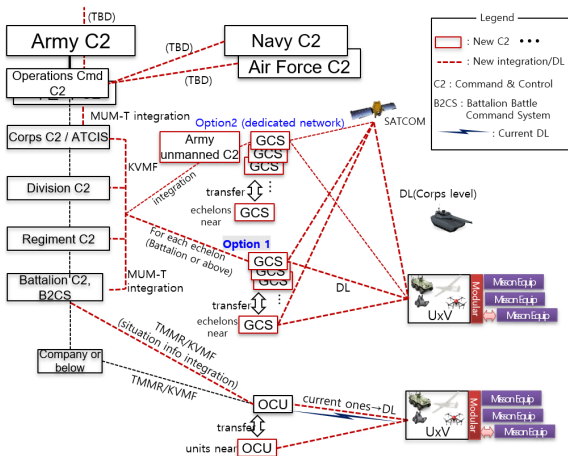 (TBD)
Army C2
Operations Cmd
C2
MUM-T integration
Corps C2 / ATCIS
KVMF
Division C2
Regiment C2
MUM-T
integration
Battalion C2,
B2CS
Company or
below
(TBD)
(TBD)
Navy C2
Air Force C2
Option2 (dedicated network)
Army
unmanned C2
integration
GCS
GCS
GCS
transfer
⋮
echelons
near
GCS
SATCOM
Option 1
For each echelon
(Battalion or above)
GCS
GCS
GCS
transfer
⋮
echelons
near
GCS
DL
DL(Corps level)
UxV
Modular
Misson Equip
Misson Equip
Misson Equip
TMMR/KVMF
(situation info integration)
TMMR/KVMF
OCU
current ones→DL
transfer
units near
OCU
UxV
Modular
Misson Equip
Misson Equip
Misson Equip
Legend
: New C2 • • •
: New integration/DL
C2 : Command & Control
B2CS : Battalion Battle
Command System
: Current DL